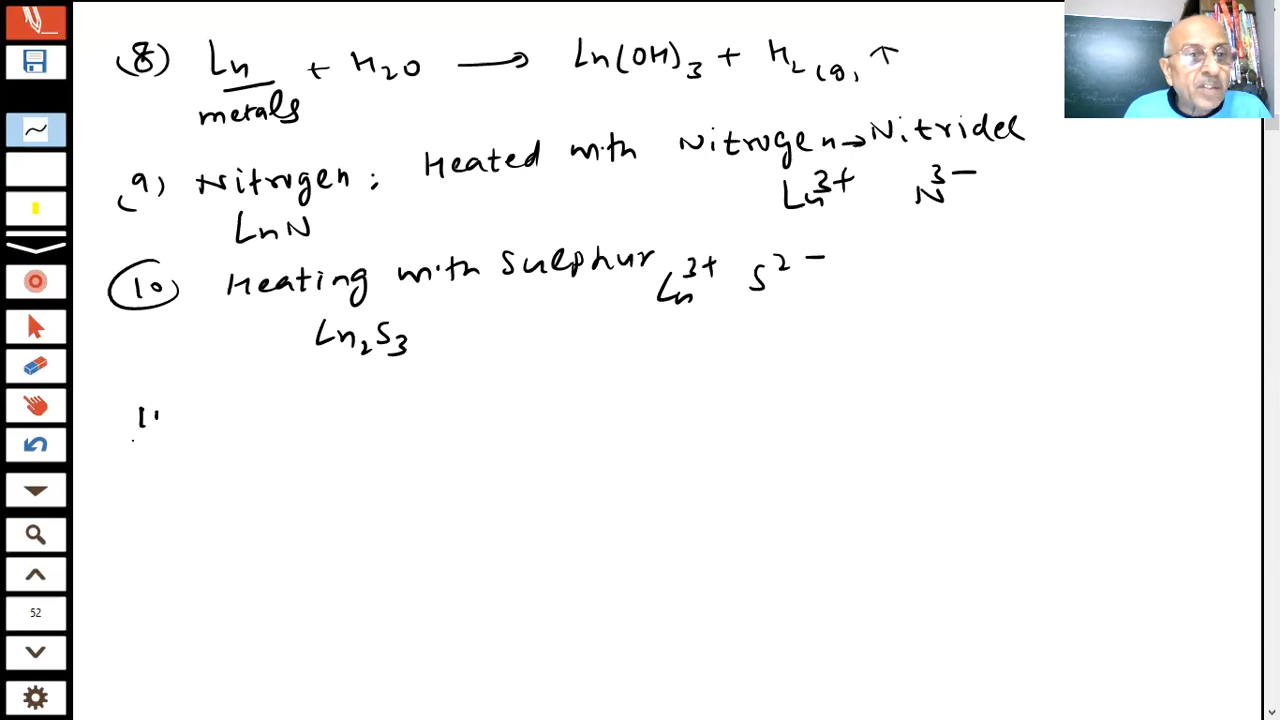 (8) Ln + H2O → Ln(OH)3 + H2(g) ↑
metals
(9) Nitrogen : Heated with Nitrogen → Nitrides
Ln3+ N3-
LnN
(10) Heating with Sulphur Ln3+ S2-
Ln2S3
11
52